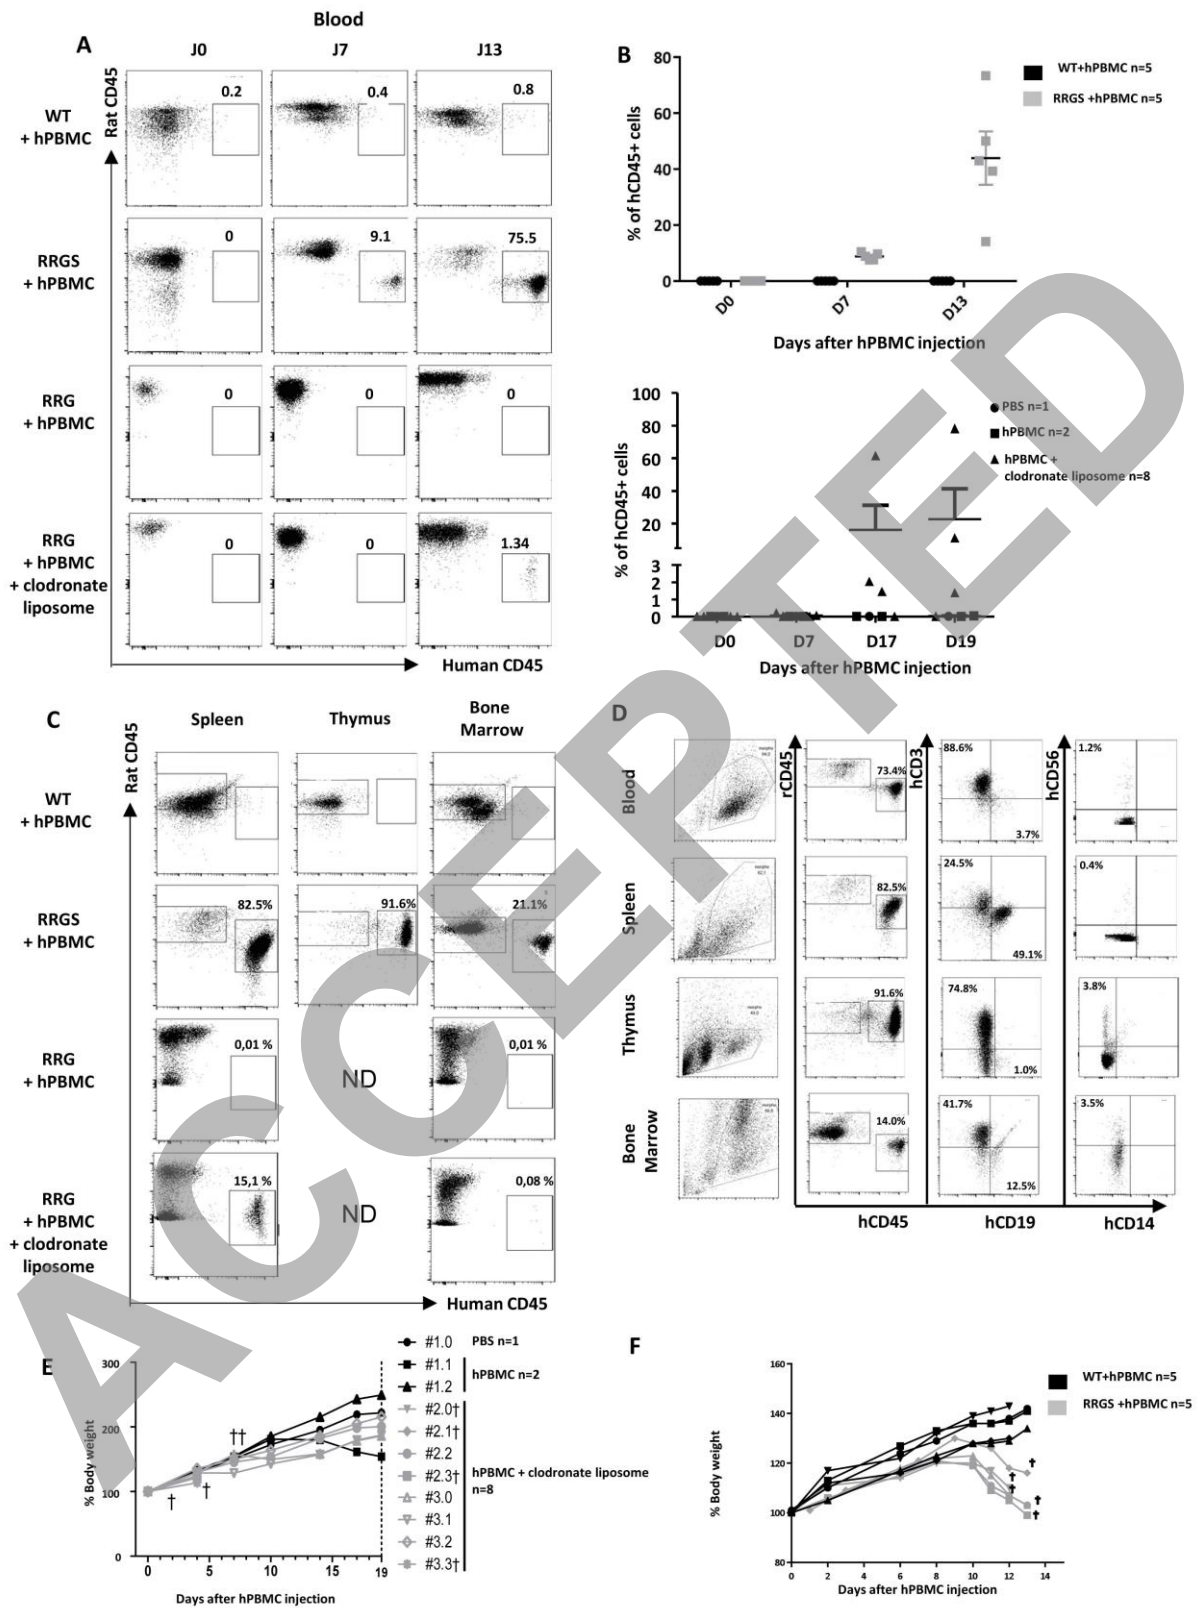 Blood
A
J0
J7
J13
Rat CD45
WT
+ hPBMC
0.2
0.4
0.8
RRGS
+ hPBMC
0
9.1
75.5
RRG
+ hPBMC
0
0
0
RRG
+ hPBMC
+ clodronate
liposome
0
0
1.34
Human CD45
B
WT+hPBMC n=5
RRGS +hPBMC n=5
% of hCD45+ cells
80
60
40
20
0
D0
D7
D13
Days after hPBMC injection
PBS n=1
hPBMC n=2
hPBMC +
clodronate liposome n=8
% of hCD45+ cells
100
80
60
40
20
3
2
1
0
D0
D7
D17
D19
Days after hPBMC injection
C
Spleen
Thymus
Bone
Marrow
Rat CD45
WT
+ hPBMC
RRGS
+ hPBMC
82.5%
91.6%
21.1%
RRG
+ hPBMC
0,01 %
ND
0,01 %
RRG
+ hPBMC
+ clodronate
liposome
15,1 %
ND
0,08 %
Human CD45
D
rCD45
hCD3
hCD56
Blood
73.4%
88.6%
3.7%
1.2%
Spleen
82.5%
24.5%
49.1%
0.4%
Thymus
91.6%
74.8%
1.0%
3.8%
Bone
Marrow
14.0%
41.7%
12.5%
3.5%
hCD45
hCD19
hCD14
E
% Body weight
300
200
100
0
††
†
†
0
5
10
15
19
Days after hPBMC injection
#1.0
PBS n=1
#1.1
#1.2
hPBMC n=2
#2.0†
#2.1†
#2.2
#2.3†
#3.0
#3.1
#3.2
#3.3†
hPBMC + clodronate liposome
n=8
F
% Body weight
160
140
120
100
80
†
†
†
†
†
0
2
4
6
8
10
12
14
Days after hPBMC injection
WT+hPBMC n=5
RRGS +hPBMC n=5
ACCEPTED